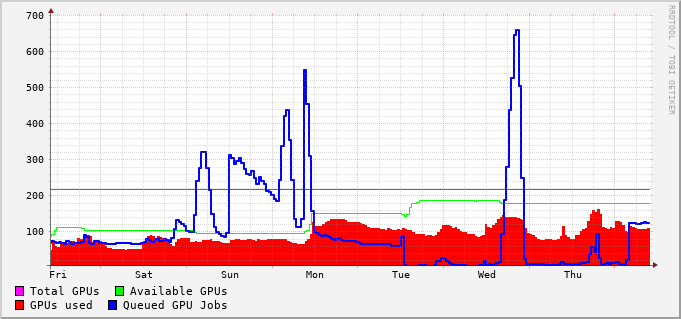 700
600
500
400
300
200
100
Fri Sat Sun Mon Tue Wed Thu
Total GPUs Available GPUs
GPUs used Queued GPU Jobs
RRDTOOL / TOBI OETIKER